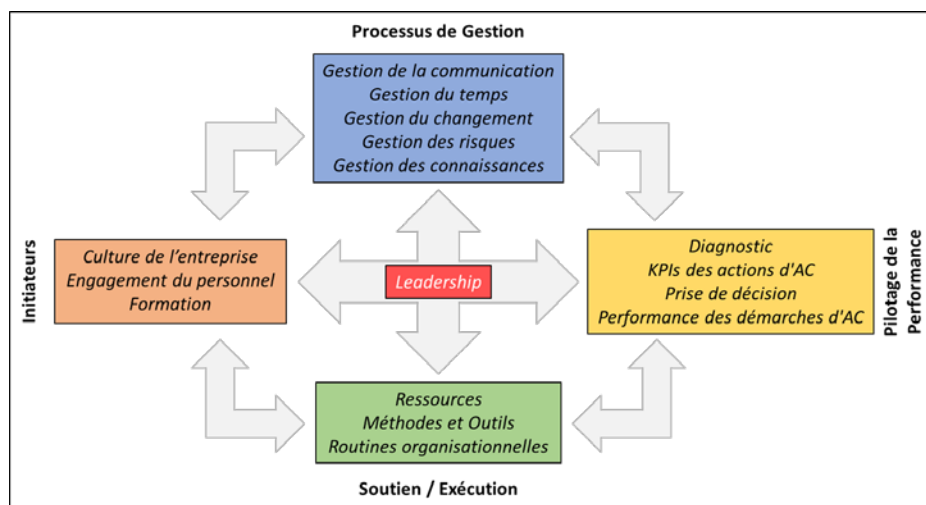 Processus de Gestion
Gestion de la communication
Gestion du temps
Gestion du changement
Gestion des risques
Gestion des connaissances
Initiateurs
Culture de l'entreprise
Engagement du personnel
Formation
Leadership
Diagnostic
KPIs des actions d'AC
Prise de décision
Performance des démarches d'AC
Pilotage de la
Performance
Ressources
Méthodes et Outils
Routines organisationnelles
Soutien / Exécution